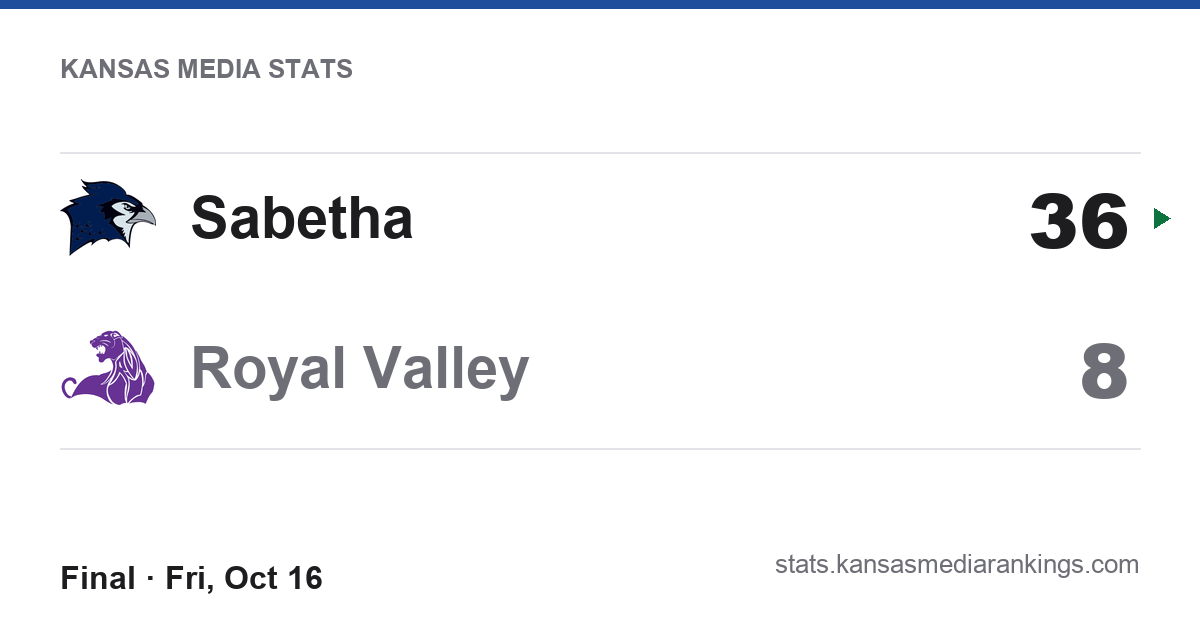 KANSAS MEDIA STATS
Sabetha 36
Royal Valley 8
Final · Fri, Oct 16
stats.kansasmediarankings.com